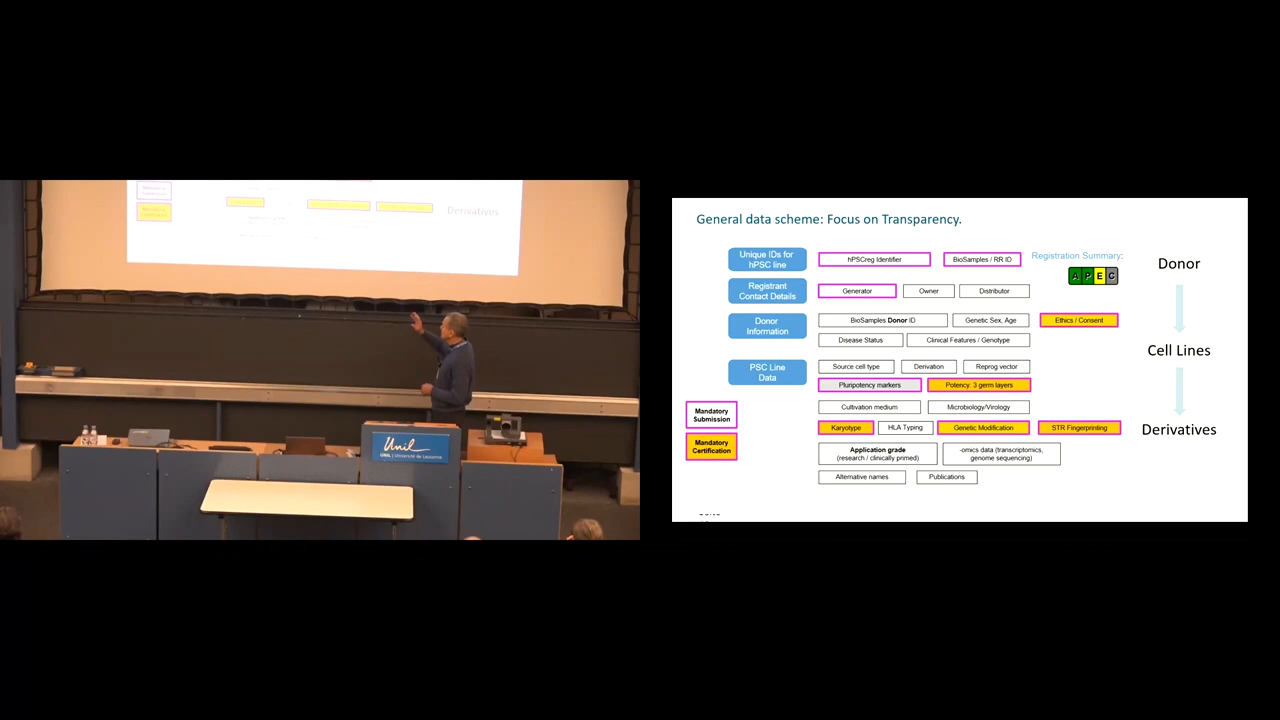 Derivatives
Unil
UNIL | Université de Lausanne
General data scheme: Focus on Transparency.
Unique IDs for
hPSC line
hPSCreg Identifier
BioSamples / RR ID
Registration Summary:
A P E C
Donor
Registrant
Contact Details
Generator
Owner
Distributor
Donor
Information
BioSamples Donor ID
Genetic Sex, Age
Ethics / Consent
Disease Status
Clinical Features / Genotype
Cell Lines
PSC Line
Data
Source cell type
Derivation
Reprog vector
Pluripotency markers
Potency: 3 germ layers
Mandatory
Submission
Cultivation medium
Microbiology/Virology
Mandatory
Certification
Karyotype
HLA Typing
Genetic Modification
STR Fingerprinting
Derivatives
Application grade
(research / clinically primed)
-omics data (transcriptomics,
genome sequencing)
Alternative names
Publications